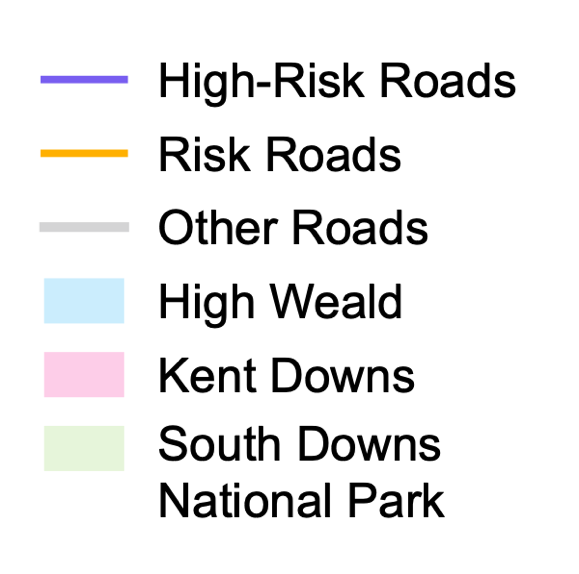 High-Risk Roads
Risk Roads
Other Roads
High Weald
Kent Downs
South Downs
National Park